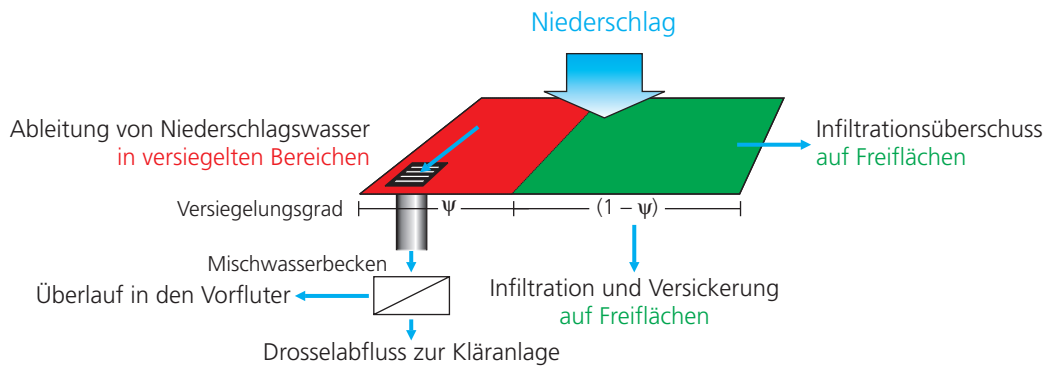 Niederschlag
Ableitung von Niederschlagswasser
in versiegelten Bereichen
Infiltrationsüberschuss
auf Freiflächen
Versiegelungsgrad
ψ
(1 – ψ)
Mischwasserbecken
Überlauf in den Vorfluter
Infiltration und Versickerung
auf Freiflächen
Drosselabfluss zur Kläranlage